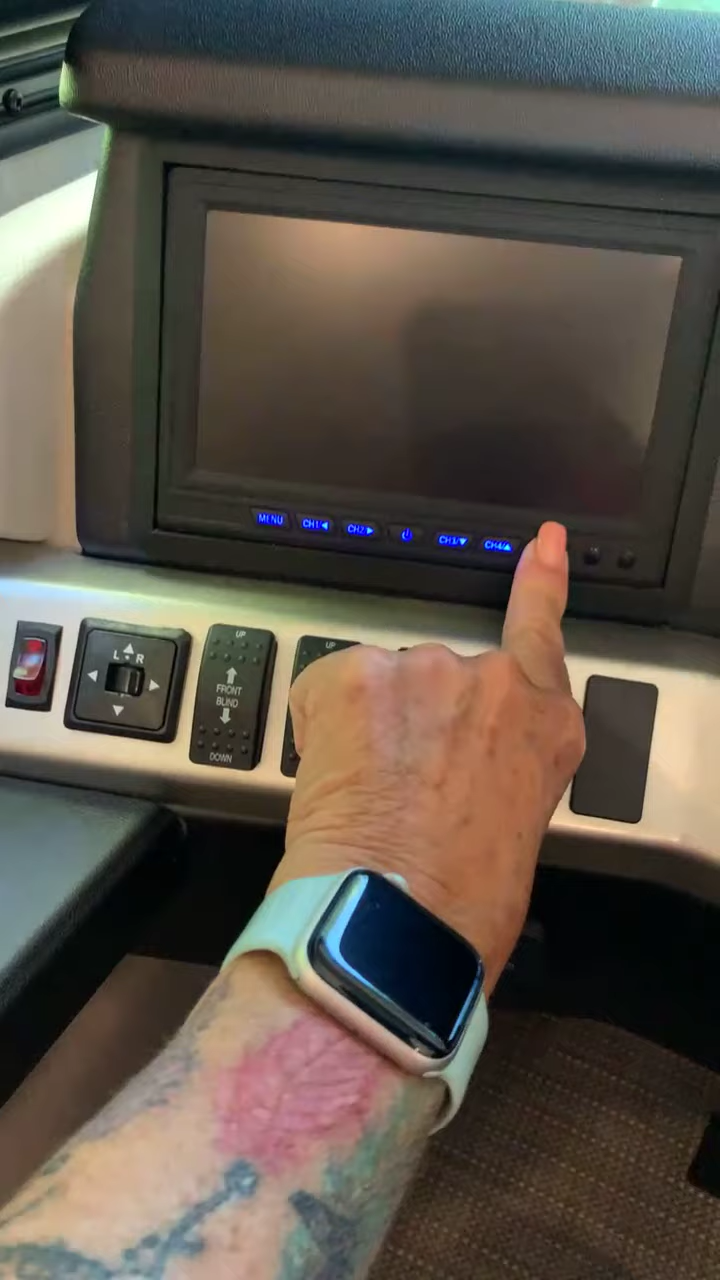 MENU CH1◀ CH2▶ CH3/▼ CH4/▲
L R
UP
FRONT
BLIND
DOWN
UP